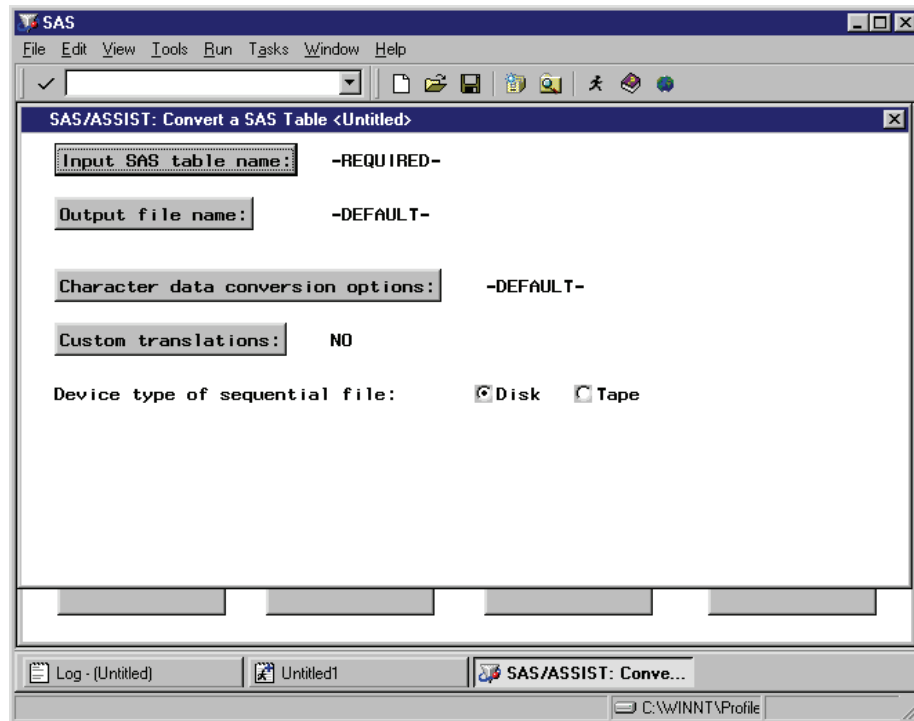 SAS
File Edit View Tools Run Tasks Window Help
SAS/ASSIST: Convert a SAS Table <Untitled>
Input SAS table name: -REQUIRED-
Output file name: -DEFAULT-
Character data conversion options: -DEFAULT-
Custom translations: NO
Device type of sequential file: Disk Tape
Log - (Untitled) Untitled1 SAS/ASSIST: Conve...
C:\WINNT\Profile